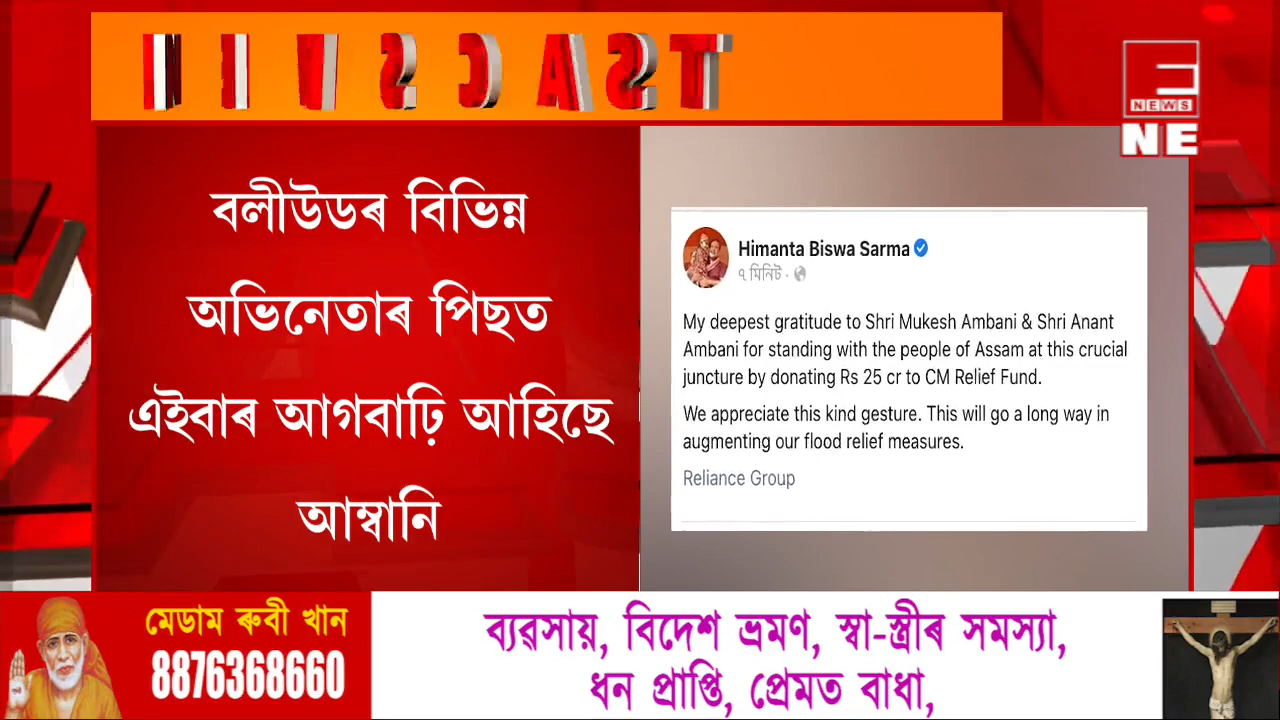 NEWSCAST
NEWS
NE
বলীউডৰ বিভিন্ন
অভিনেতাৰ পিছত
এইবাৰ আগবাঢ়ি আহিছে
আম্বানি
Himanta Biswa Sarma
৭ মিনিট ·
My deepest gratitude to Shri Mukesh Ambani & Shri Anant
Ambani for standing with the people of Assam at this crucial
juncture by donating Rs 25 cr to CM Relief Fund.
We appreciate this kind gesture. This will go a long way in
augmenting our flood relief measures.
Reliance Group
মেডাম ৰুবী খান
8876368660
ব্যৱসায়, বিদেশ ভ্ৰমণ, স্বা-স্ত্ৰীৰ সমস্যা,
ধন প্ৰাপ্তি, প্ৰেমত বাধা,